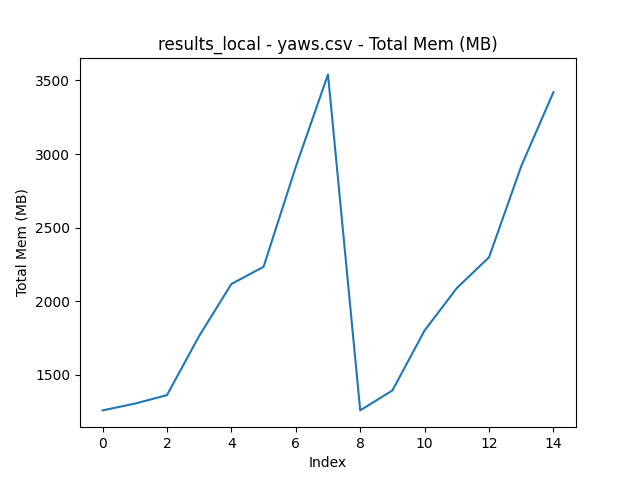 results_local - yaws.csv - Total Mem (MB)
3500
3000
2500
2000
1500
Total Mem (MB)
0 2 4 6 8 10 12 14
Index